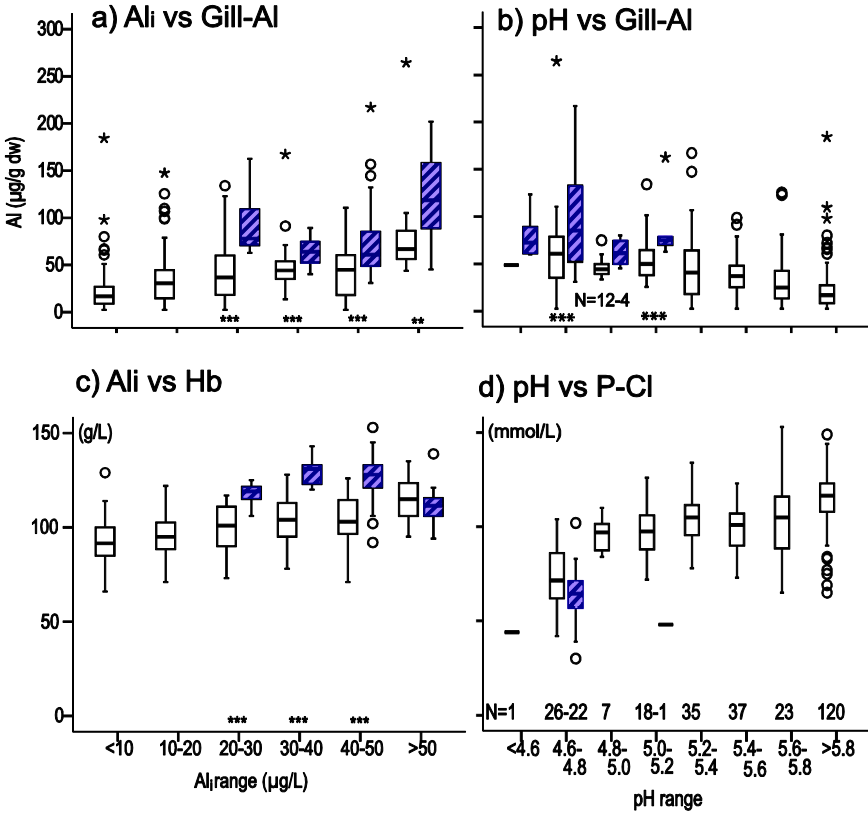 a) Ali vs Gill-Al
b) pH vs Gill-Al
Al (µg/g dw)
300
250
200
150
100
50
0
*** *** *** **
N=12-4
*** ***
c) Ali vs Hb
d) pH vs P-Cl
(g/L)
(mmol/L)
150
100
50
0
*** *** ***
N=1 26-22 7 18-1 35 37 23 120
<10 10-20 20-30 30-40 40-50 >50
Ali range (µg/L)
<4.6 4.6- 4.8- 5.0- 5.2- 5.4- 5.6- >5.8
4.8 5.0 5.2 5.4 5.6 5.8
pH range